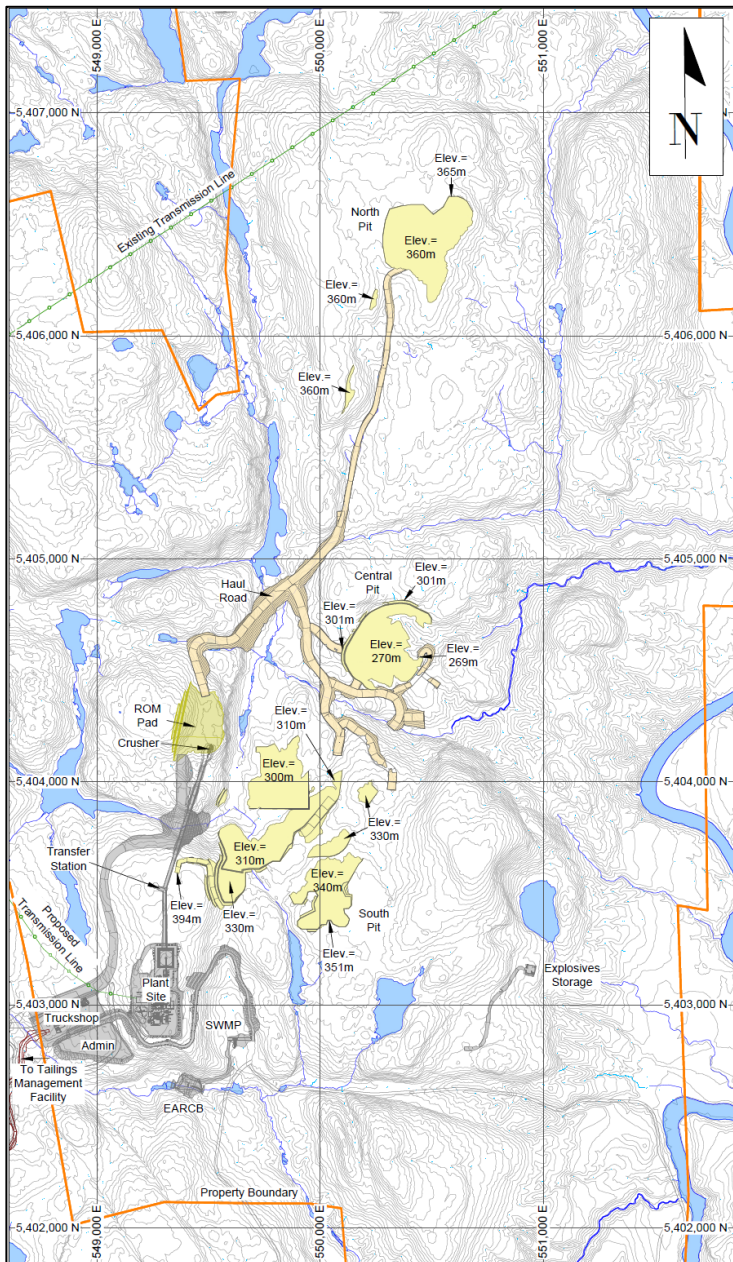 549,000 E
550,000 E
551,000 E
N
5,407,000 N
5,407,000 N
Existing Transmission Line
Elev.=
365m
North
Pit
Elev.=
360m
Elev.=
360m
5,406,000 N
5,406,000 N
Elev.=
360m
5,405,000 N
5,405,000 N
Haul
Road
Central
Pit
Elev.=
301m
Elev.=
301m
Elev.=
270m
Elev.=
269m
ROM
Pad
Elev.=
310m
Crusher
Elev.=
300m
5,404,000 N
5,404,000 N
Elev.=
330m
Transfer
Station
Elev.=
310m
Elev.=
340m
Elev.=
394m
Elev.=
330m
South
Pit
Elev.=
351m
Proposed
Transmission Line
Plant
Site
Explosives
Storage
5,403,000 N
5,403,000 N
Truckshop
SWMP
Admin
To Tailings
Management
Facility
EARCB
Property Boundary
5,402,000 N
5,402,000 N
549,000 E
550,000 E
551,000 E